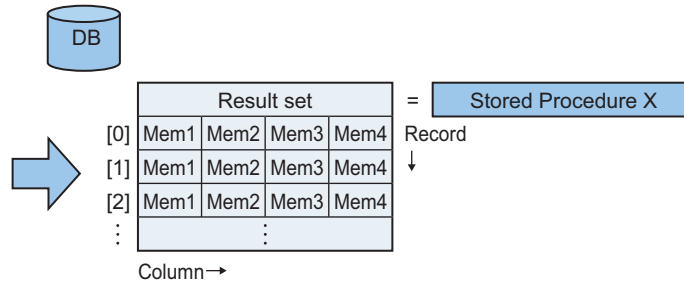 DB
Result set = Stored Procedure X
[0] Mem1 Mem2 Mem3 Mem4 Record
[1] Mem1 Mem2 Mem3 Mem4 ↓
[2] Mem1 Mem2 Mem3 Mem4
⋮ ⋮
Column→